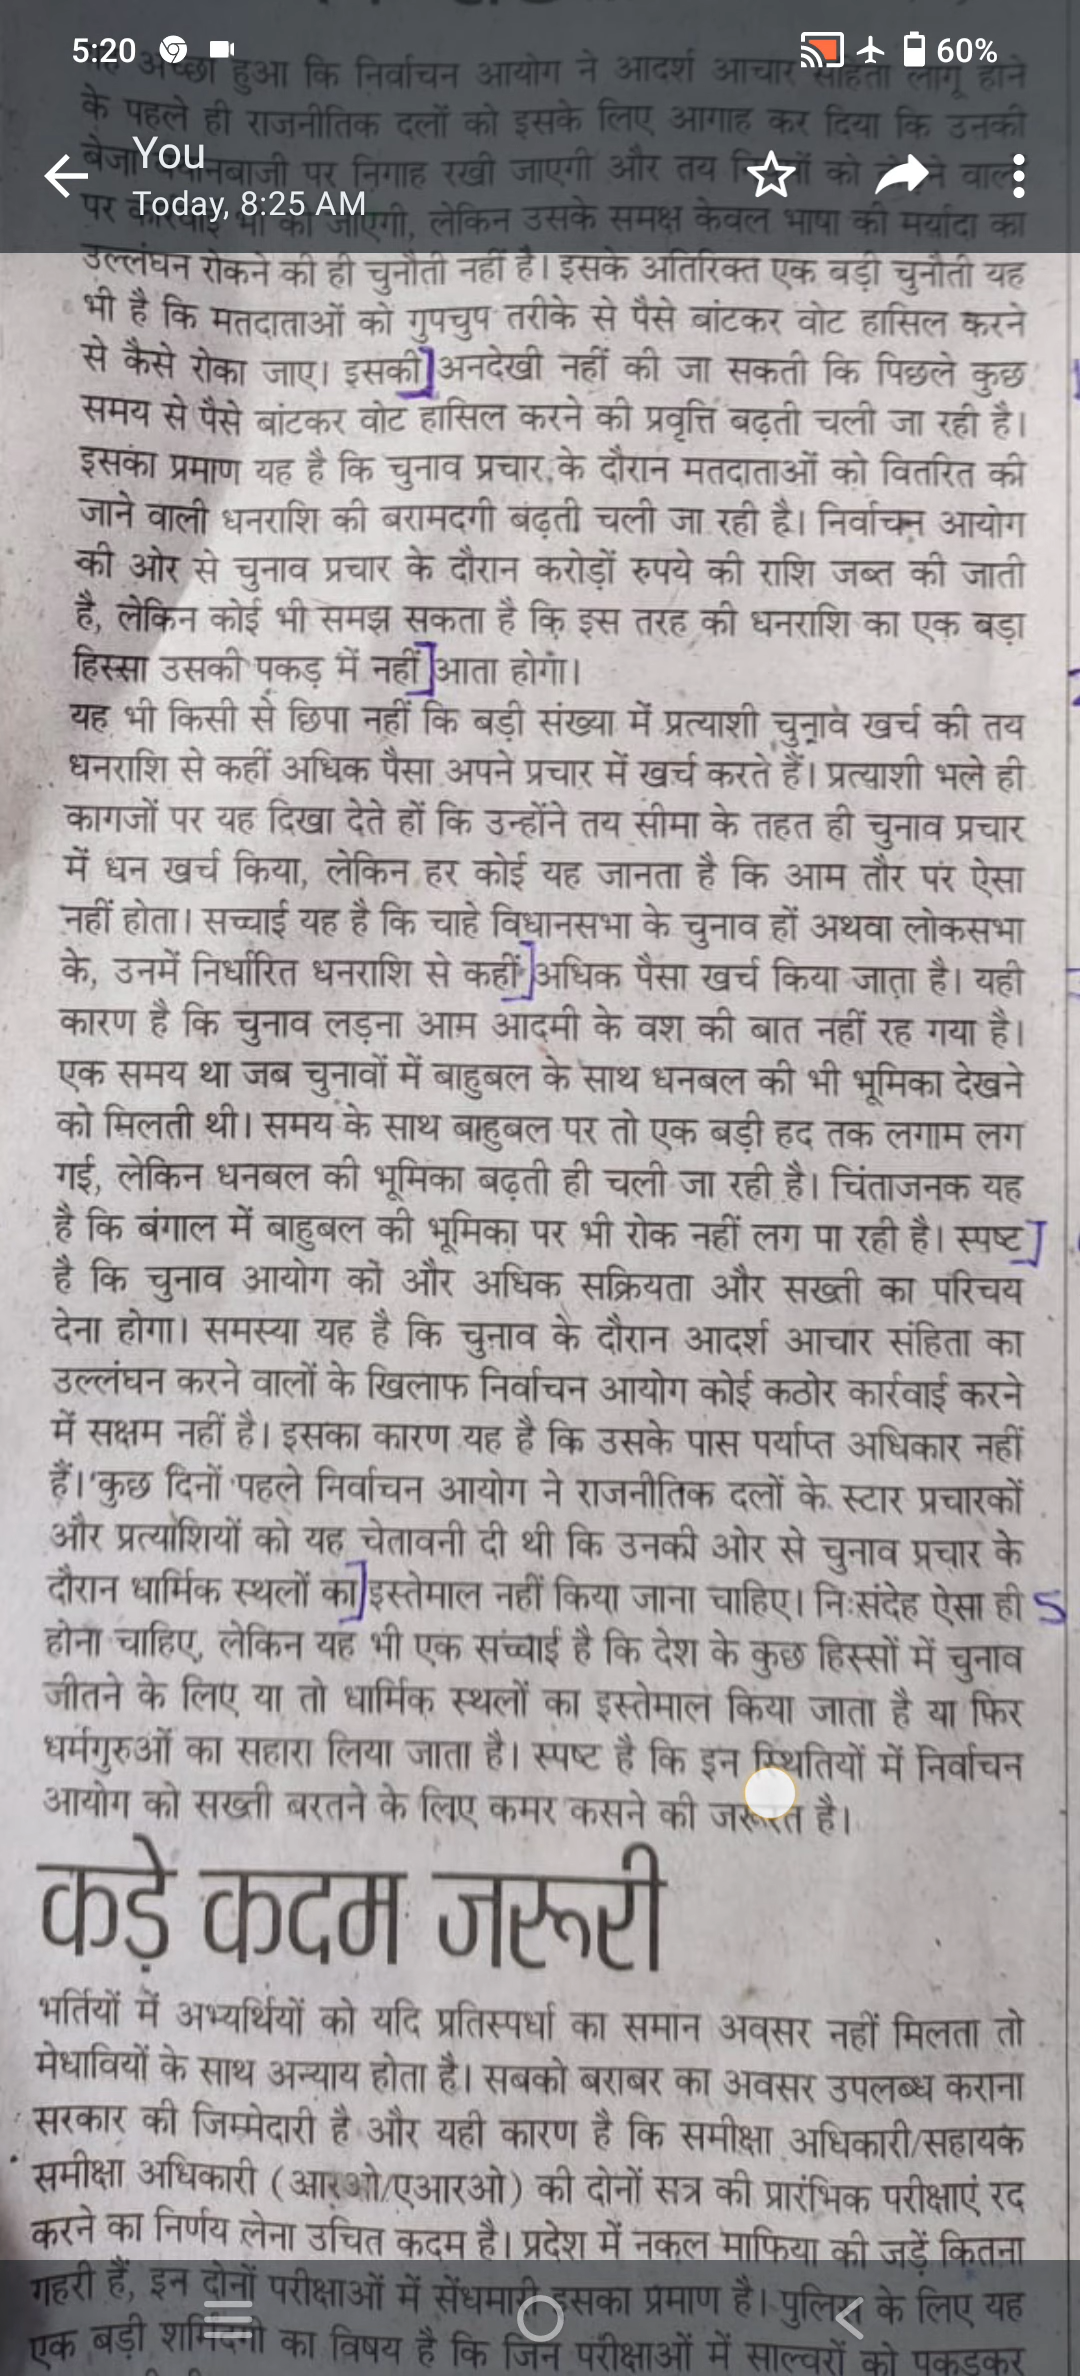 5:20 60%
अच्छा हुआ कि निर्वाचन आयोग ने आदर्श आचार संहिता लागू होने
के पहले ही राजनीतिक दलों को इसके लिए आगाह कर दिया कि उनकी
You
बेजा पर निगाह रखी जाएगी और तय को वालों
Today, 8:25 AM
पर की जाएगी, लेकिन उसके समक्ष केवल भाषा की मर्यादा का
उल्लंघन रोकने की ही चुनौती नहीं है। इसके अतिरिक्त एक बड़ी चुनौती यह
भी है कि मतदाताओं को गुपचुप तरीके से पैसे बांटकर वोट हासिल करने
से कैसे रोका जाए। इसकी] अनदेखी नहीं की जा सकती कि पिछले कुछ
समय से पैसे बांटकर वोट हासिल करने की प्रवृत्ति बढ़ती चली जा रही है।
इसका प्रमाण यह है कि चुनाव प्रचार के दौरान मतदाताओं को वितरित की
जाने वाली धनराशि की बरामदगी बढ़ती चली जा रही है। निर्वाचन आयोग
की ओर से चुनाव प्रचार के दौरान करोड़ों रुपये की राशि जब्त की जाती
है, लेकिन कोई भी समझ सकता है कि इस तरह की धनराशि का एक बड़ा
हिस्सा उसकी पकड़ में नहीं] आता होगा।
यह भी किसी से छिपा नहीं कि बड़ी संख्या में प्रत्याशी चुनाव खर्च की तय
धनराशि से कहीं अधिक पैसा अपने प्रचार में खर्च करते हैं। प्रत्याशी भले ही
कागजों पर यह दिखा देते हों कि उन्होंने तय सीमा के तहत ही चुनाव प्रचार
में धन खर्च किया, लेकिन हर कोई यह जानता है कि आम तौर पर ऐसा
नहीं होता। सच्चाई यह है कि चाहे विधानसभा के चुनाव हों अथवा लोकसभा
के, उनमें निर्धारित धनराशि से कहीं] अधिक पैसा खर्च किया जाता है। यही
कारण है कि चुनाव लड़ना आम आदमी के वश की बात नहीं रह गया है।
एक समय था जब चुनावों में बाहुबल के साथ धनबल की भी भूमिका देखने
को मिलती थी। समय के साथ बाहुबल पर तो एक बड़ी हद तक लगाम लग
गई, लेकिन धनबल की भूमिका बढ़ती ही चली जा रही है। चिंताजनक यह
है कि बंगाल में बाहुबल की भूमिका पर भी रोक नहीं लग पा रही है। स्पष्ट]
है कि चुनाव आयोग को और अधिक सक्रियता और सख्ती का परिचय
देना होगा। समस्या यह है कि चुनाव के दौरान आदर्श आचार संहिता का
उल्लंघन करने वालों के खिलाफ निर्वाचन आयोग कोई कठोर कार्रवाई करने
में सक्षम नहीं है। इसका कारण यह है कि उसके पास पर्याप्त अधिकार नहीं
हैं। कुछ दिनों पहले निर्वाचन आयोग ने राजनीतिक दलों के स्टार प्रचारकों
और प्रत्याशियों को यह चेतावनी दी थी कि उनकी ओर से चुनाव प्रचार के
दौरान धार्मिक स्थलों का] इस्तेमाल नहीं किया जाना चाहिए। नि:संदेह ऐसा ही 5
होना चाहिए, लेकिन यह भी एक सच्चाई है कि देश के कुछ हिस्सों में चुनाव
जीतने के लिए या तो धार्मिक स्थलों का इस्तेमाल किया जाता है या फिर
धर्मगुरुओं का सहारा लिया जाता है। स्पष्ट है कि इन स्थितियों में निर्वाचन
आयोग को सख्ती बरतने के लिए कमर कसने की जरूरत है।
कड़े कदम जरूरी
भर्तियों में अभ्यर्थियों को यदि प्रतिस्पर्धा का समान अवसर नहीं मिलता तो
मेधावियों के साथ अन्याय होता है। सबको बराबर का अवसर उपलब्ध कराना
सरकार की जिम्मेदारी है और यही कारण है कि समीक्षा अधिकारी/सहायक
समीक्षा अधिकारी (आरओ/एआरओ) की दोनों सत्र की प्रारंभिक परीक्षाएं रद
करने का निर्णय लेना उचित कदम है। प्रदेश में नकल माफिया की जड़ें कितना
गहरी हैं, इन दोनों परीक्षाओं में सेंधमारी इसका प्रमाण है। पुलिस के लिए यह
एक बड़ी शर्मिंदगी का विषय है कि जिन परीक्षाओं में साल्वरों को पकड़कर